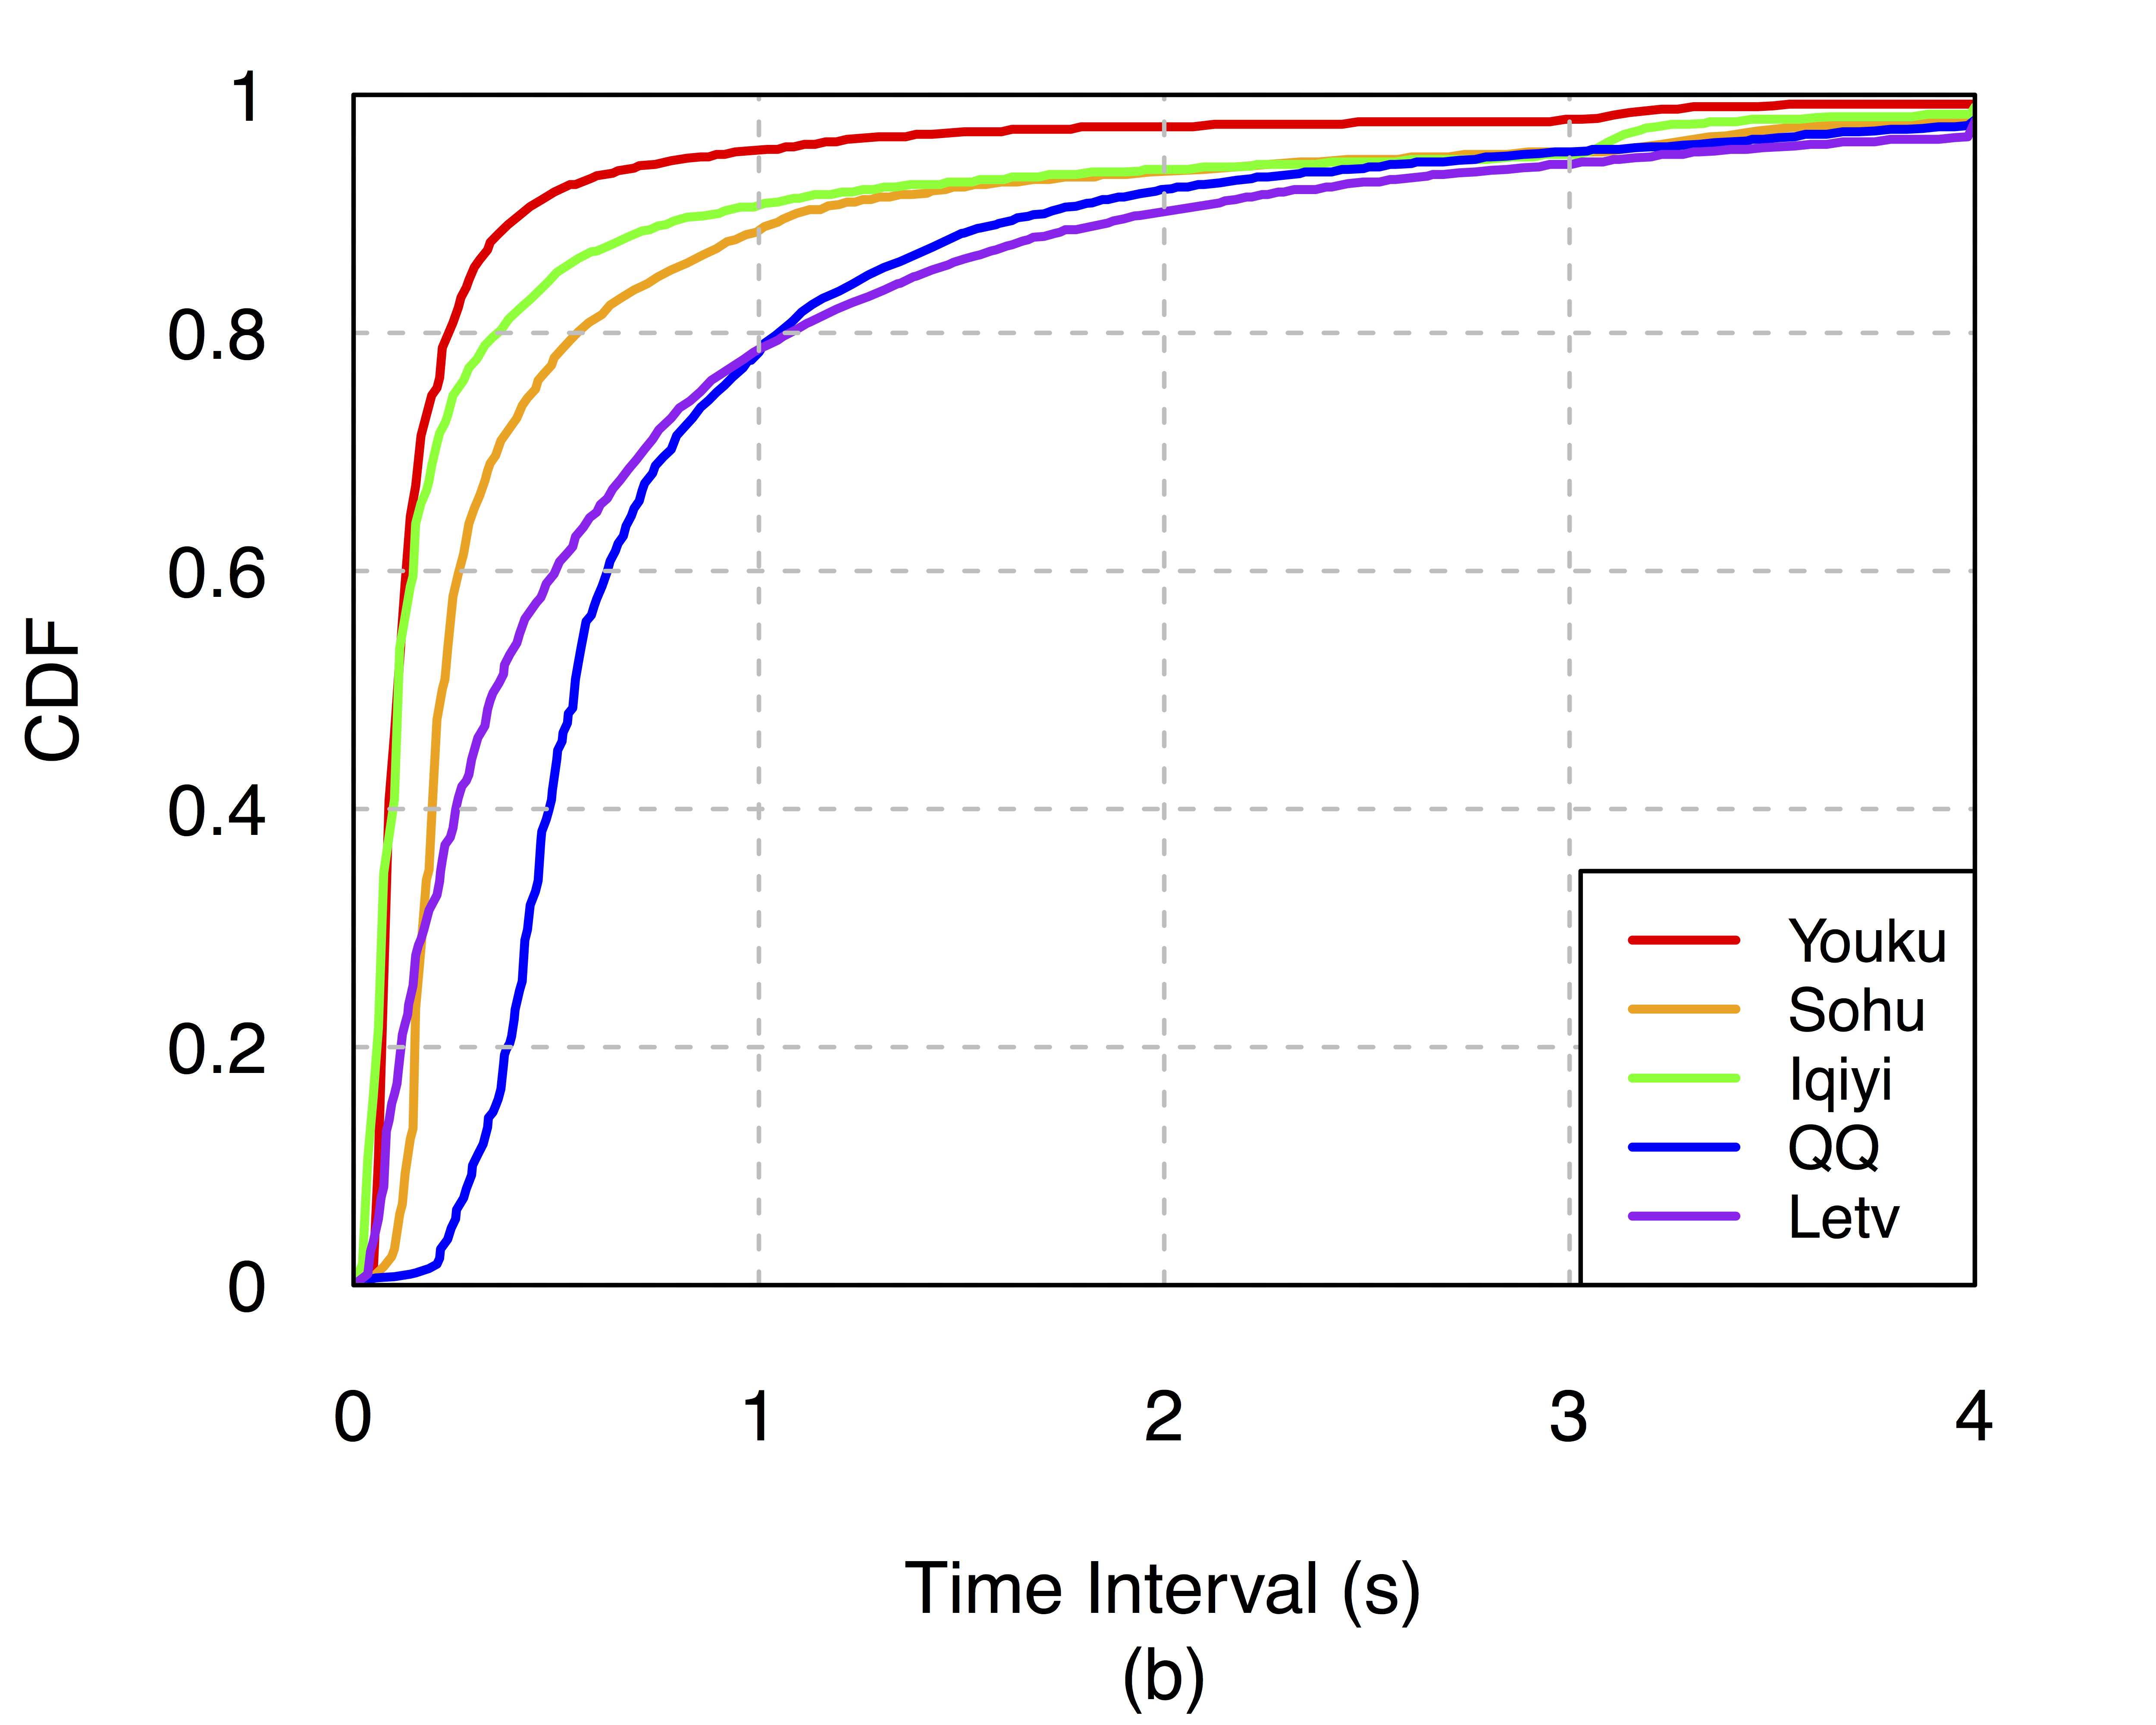 1
0.8
0.6
0.4
0.2
0
CDF
0 1 2 3 4
Time Interval (s)
(b)
Youku
Sohu
Iqiyi
QQ
Letv